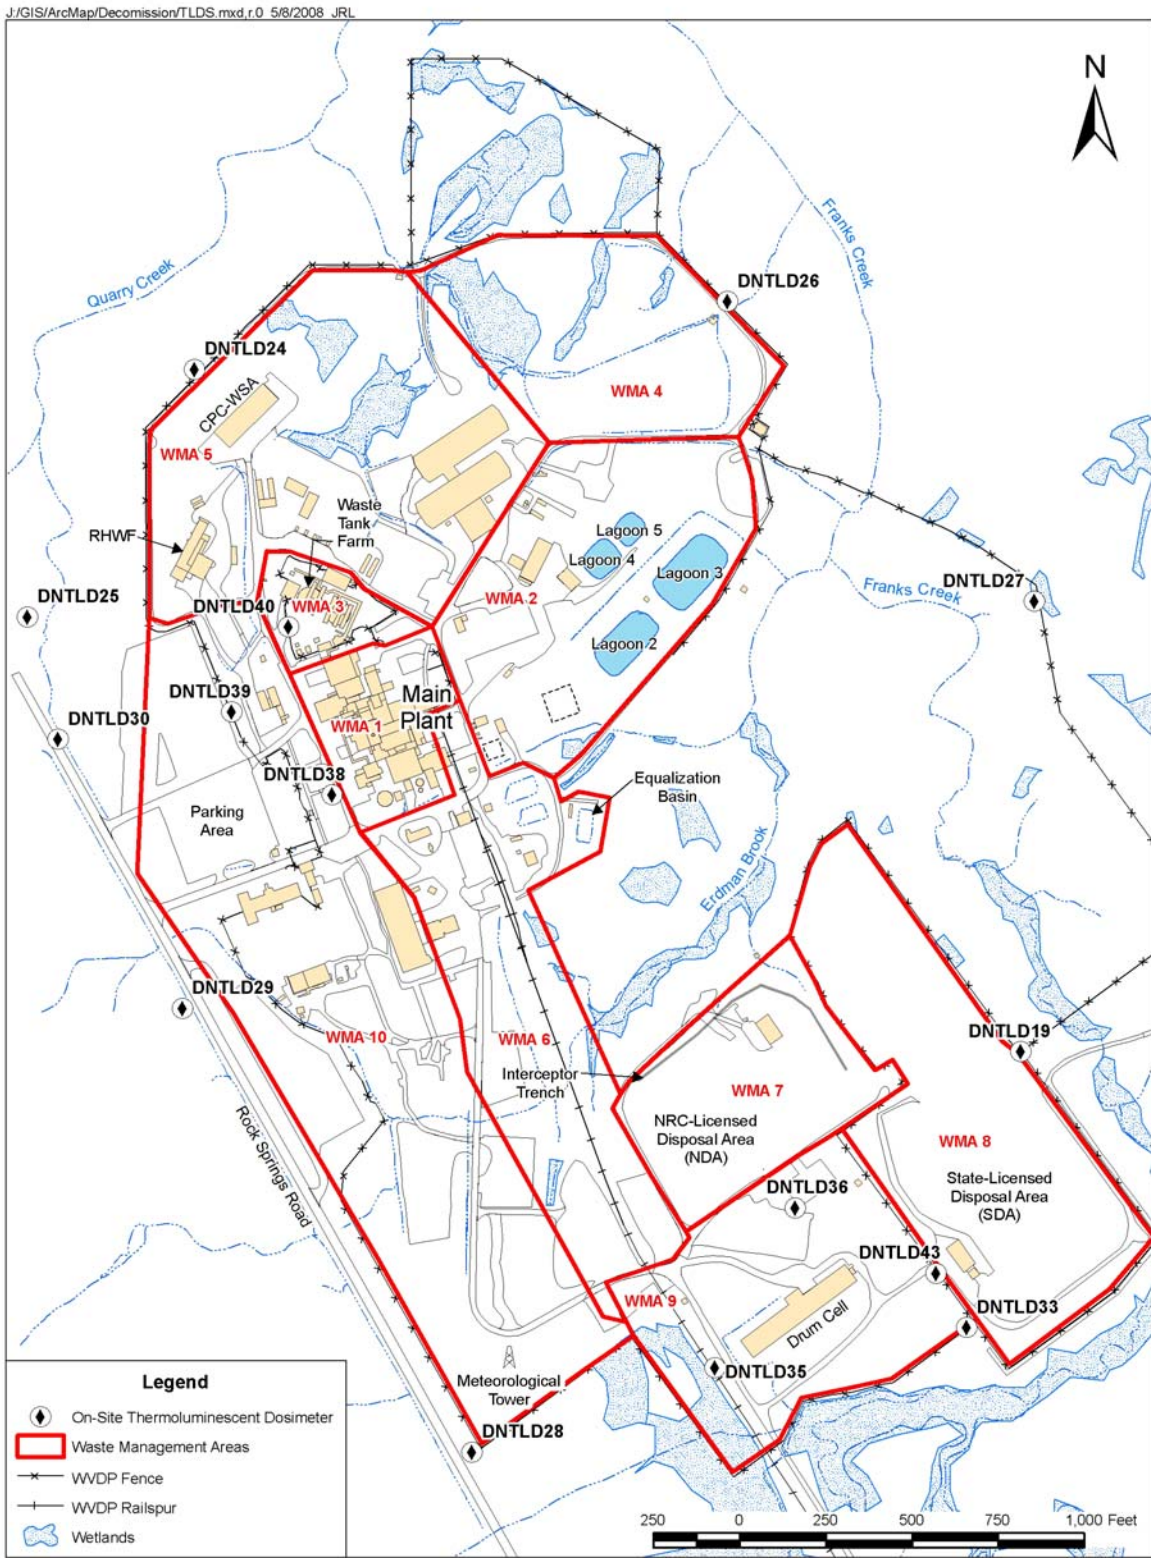 J:/GIS/ArcMap/Decomission/TLDS.mxd,r.0 5/8/2008 JRL
N
Franks Creek
Quarry Creek
DNTLD26
DNTLD24
WMA 4
CPC-WSA
WMA 5
Waste
Tank
Farm
RHWF
Lagoon 5
Lagoon 4
Lagoon 3
DNTLD27
Franks Creek
DNTLD25
DNTLD40
WMA 3
WMA 2
Lagoon 2
DNTLD39
Main
Plant
DNTLD30
WMA 1
DNTLD38
Equalization
Basin
Parking
Area
Erdman Brook
DNTLD29
WMA 10
WMA 6
DNTLD19
Interceptor
Trench
WMA 7
NRC-Licensed
Disposal Area
(NDA)
WMA 8
Rock Springs Road
State-Licensed
Disposal Area
(SDA)
DNTLD36
DNTLD43
WMA 9
DNTLD33
Drum Cell
DNTLD35
Meteorological
Tower
DNTLD28
Legend
On-Site Thermoluminescent Dosimeter
Waste Management Areas
WVDP Fence
WVDP Railspur
Wetlands
250 0 250 500 750 1,000 Feet